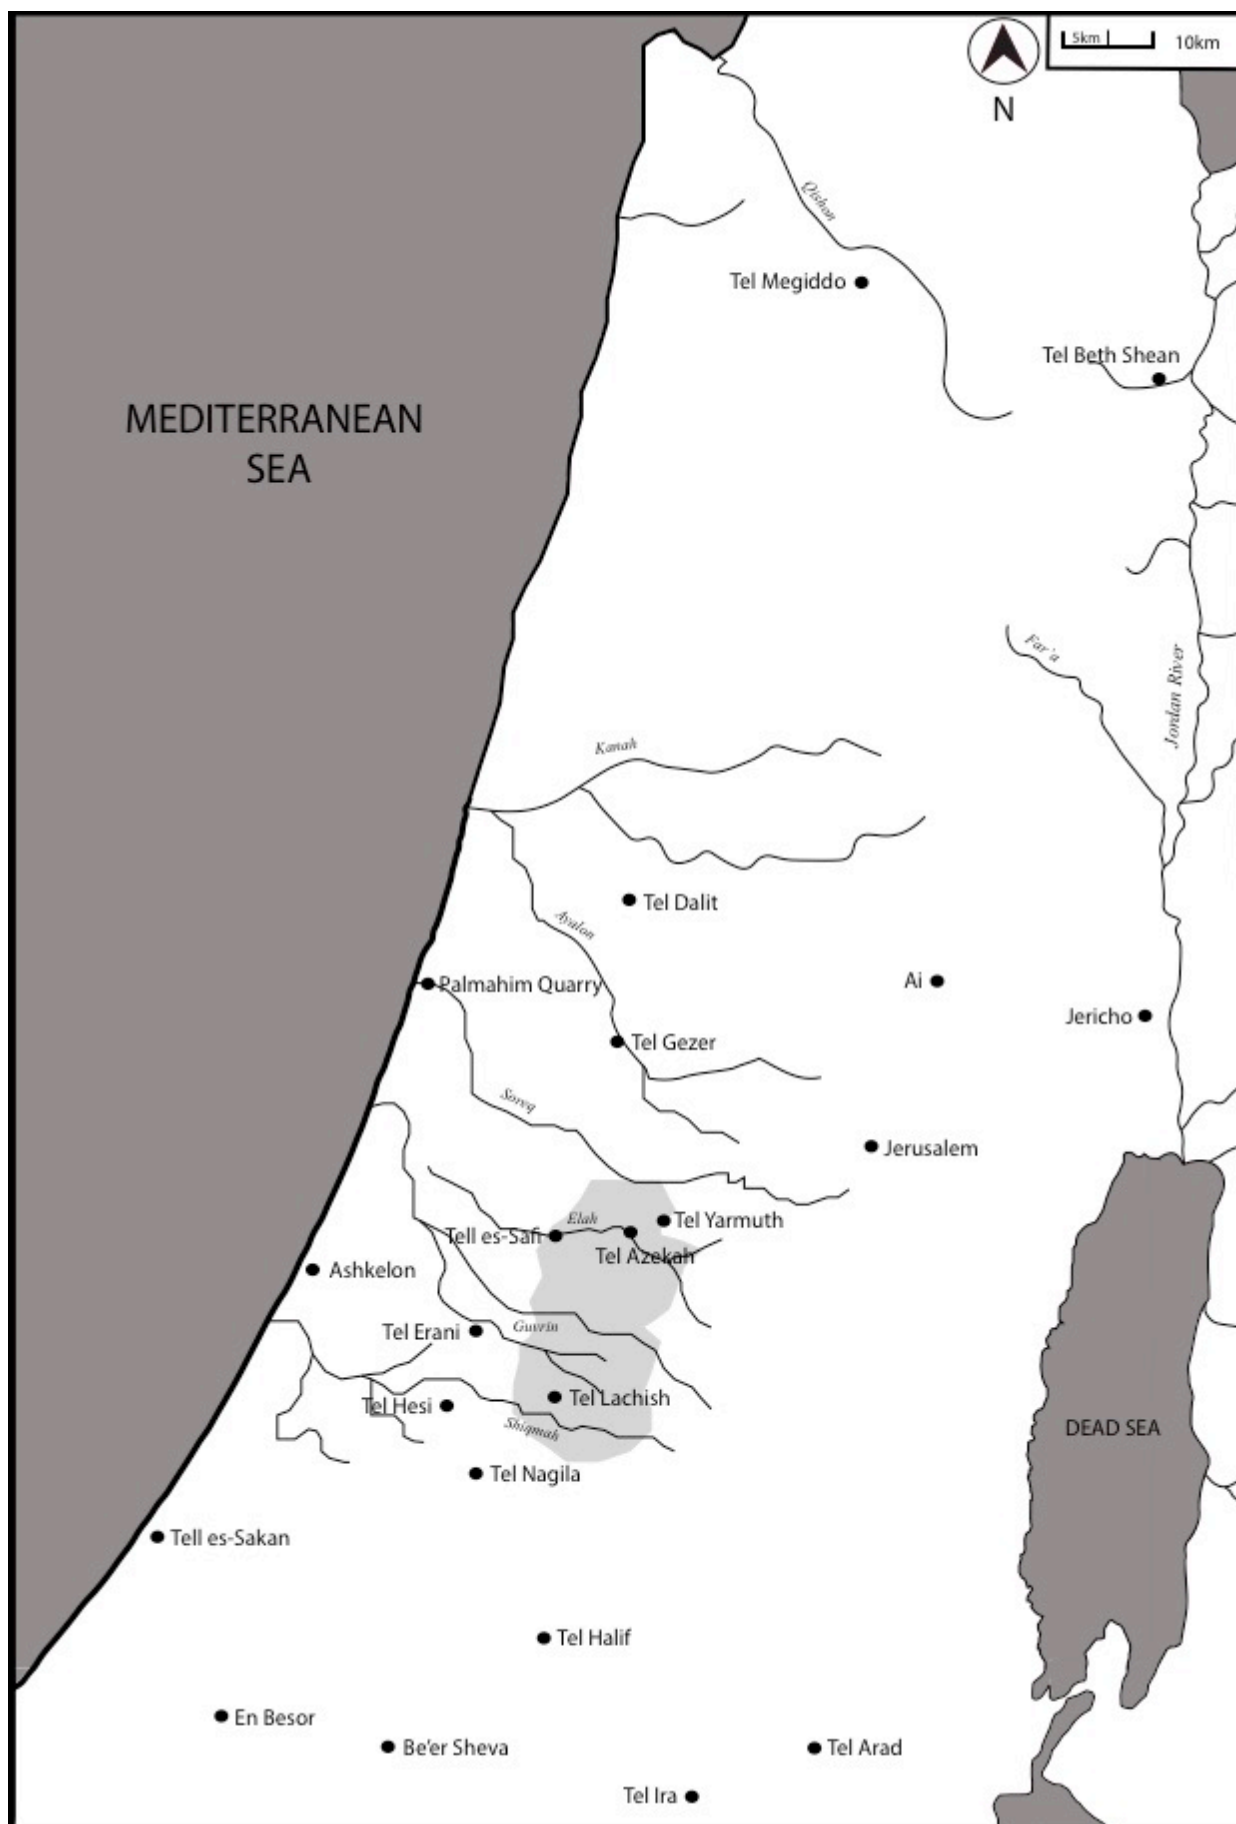 5km
10km
N
Qishon
Tel Megiddo
Tel Beth Shean
MEDITERRANEAN
SEA
Far'a
Jordan River
Kanah
Tel Dalit
Ayalon
Ai
Palmahim Quarry
Jericho
Tel Gezer
Soreq
Jerusalem
Elah
Tel Yarmuth
Tell es-Safi
Tel Azekah
Ashkelon
Guvrin
Tel Erani
Tel Lachish
Tel Hesi
Shiqmah
DEAD SEA
Tel Nagila
Tell es-Sakan
Tel Halif
En Besor
Be'er Sheva
Tel Arad
Tel Ira